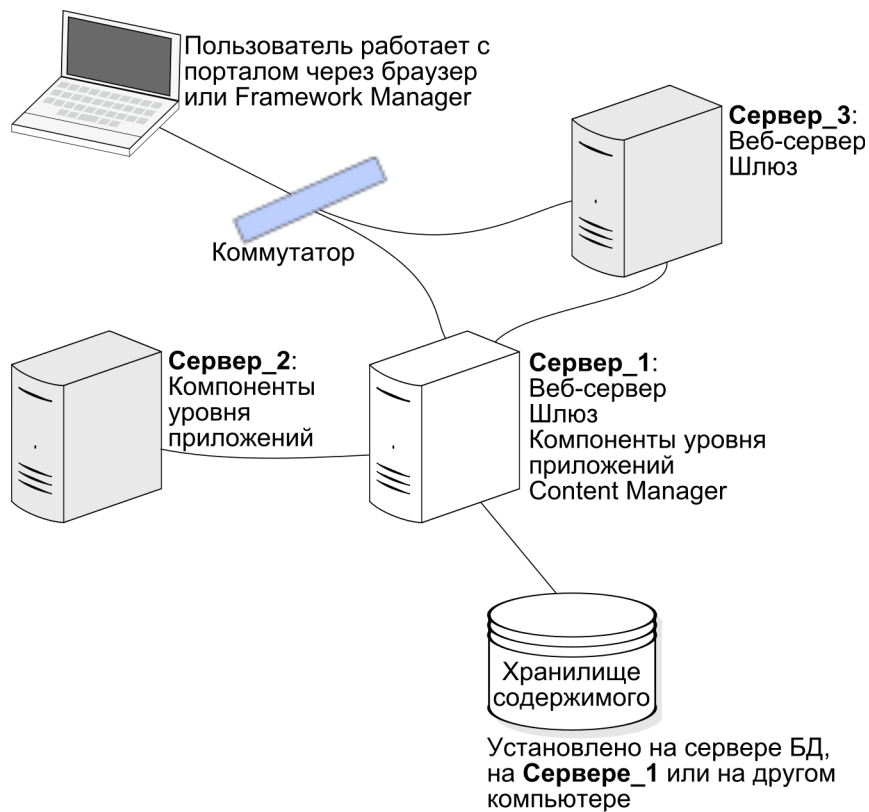 Пользователь работает с
порталом через браузер
или Framework Manager
Сервер_3:
Веб-сервер
Шлюз
Коммутатор
Сервер_2:
Компоненты
уровня
приложений
Сервер_1:
Веб-сервер
Шлюз
Компоненты уровня
приложений
Content Manager
Хранилище
содержимого
Установлено на сервере БД,
на Сервере_1 или на другом
компьютере